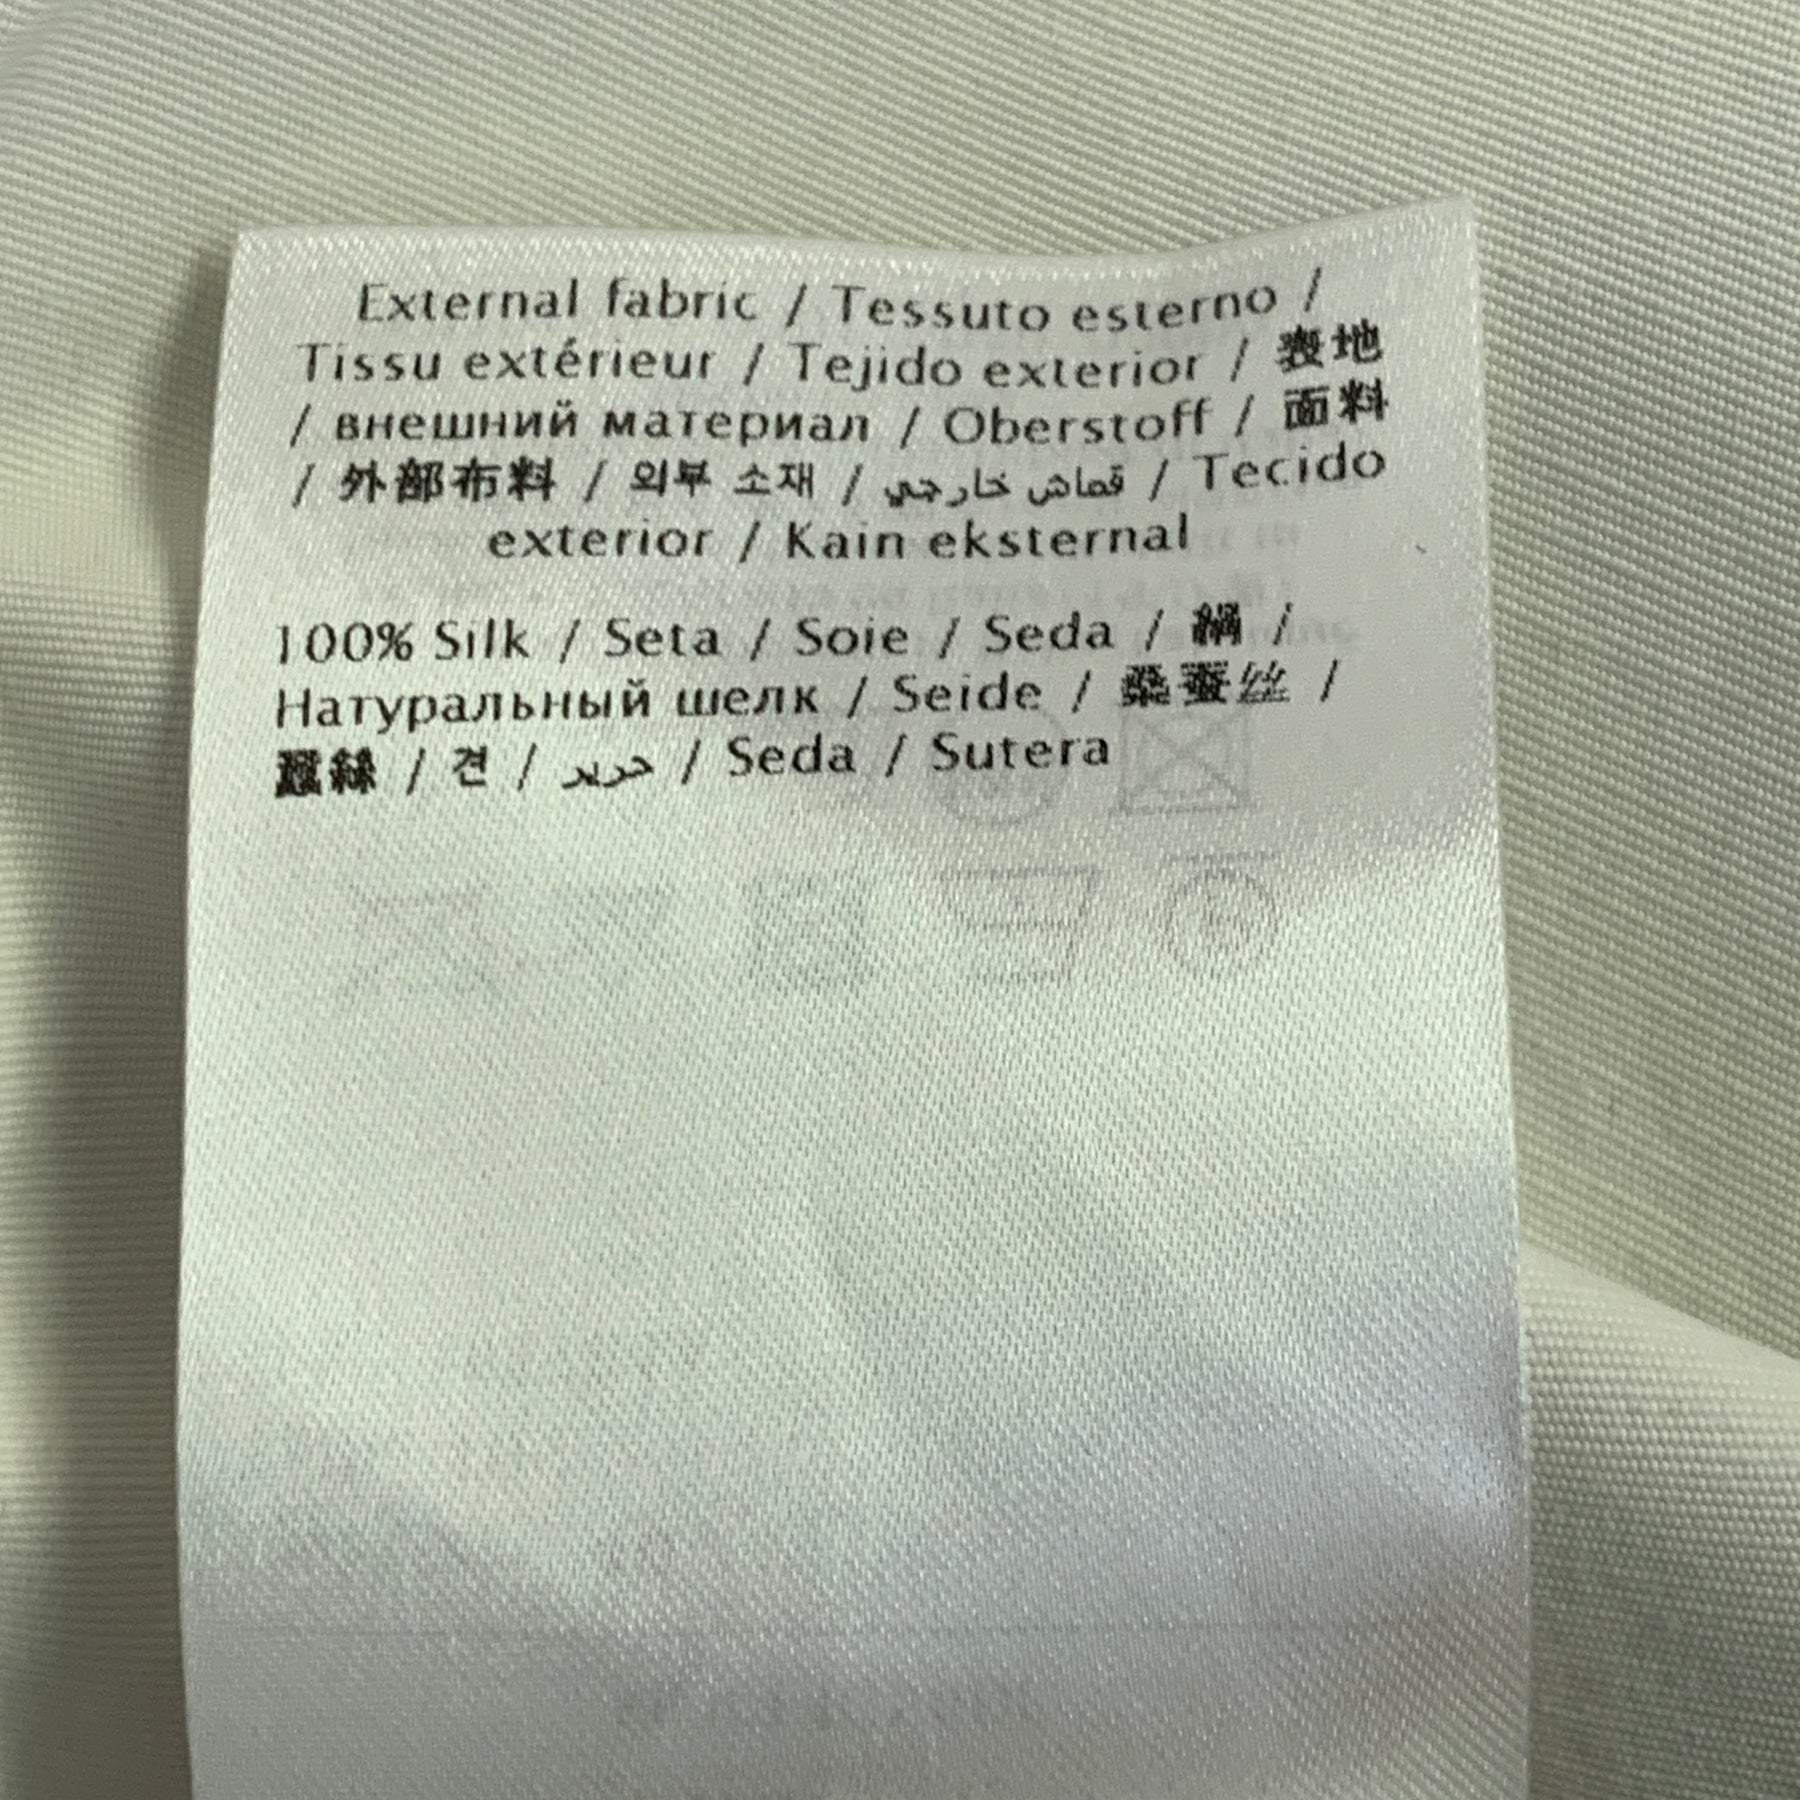 External fabric / Tessuto esterno /
Tissu extérieur / Tejido exterior / 表地
/ внешний материал / Oberstoff / 面料
/ 外部布料 / 외부 소재 / قماش خارجي / Tecido
exterior / Kain eksternal
100% Silk / Seta / Soie / Seda / 絹 /
Натуральный шелк / Seide / 桑蚕丝 /
蠶絲 / 견 / حرير / Seda / Sutera